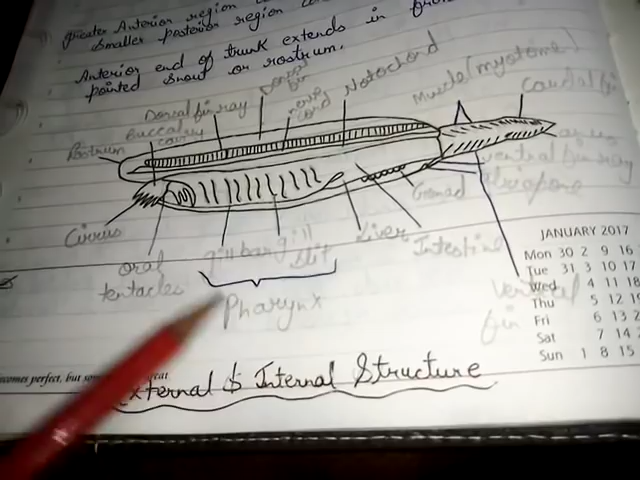 greater Anterior region
smaller posterior region
Anterior end of trunk extends in
pointed snout or rostrum.
Dorsal fin
Notochord
Muscle (myotome)
Dorsal fin ray
nerve cord
Caudal fin
Buccal cavity
Rostrum
ventral fin ray
Atriopore
Gonad
Cirrus
gill bar
gill slit
Liver
Intestine
Oral tentacles
Pharynx
Ventral fin
External & Internal Structure
JANUARY 2017
Mon 30 2 9 16
Tue 31 3 10 17
Wed 4 11 18
Thu 5 12 19
Fri 6 13
Sat 7 14
Sun 1 8 15
ecomes perfect, but